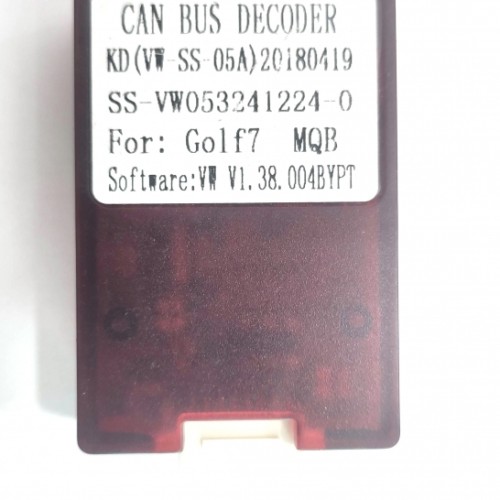 CAN BUS DECODER
KD(VW-SS-05A)20180419
SS-VW053241224-0
For: Golf7 MQB
Software:VW V1.38.004BYPT